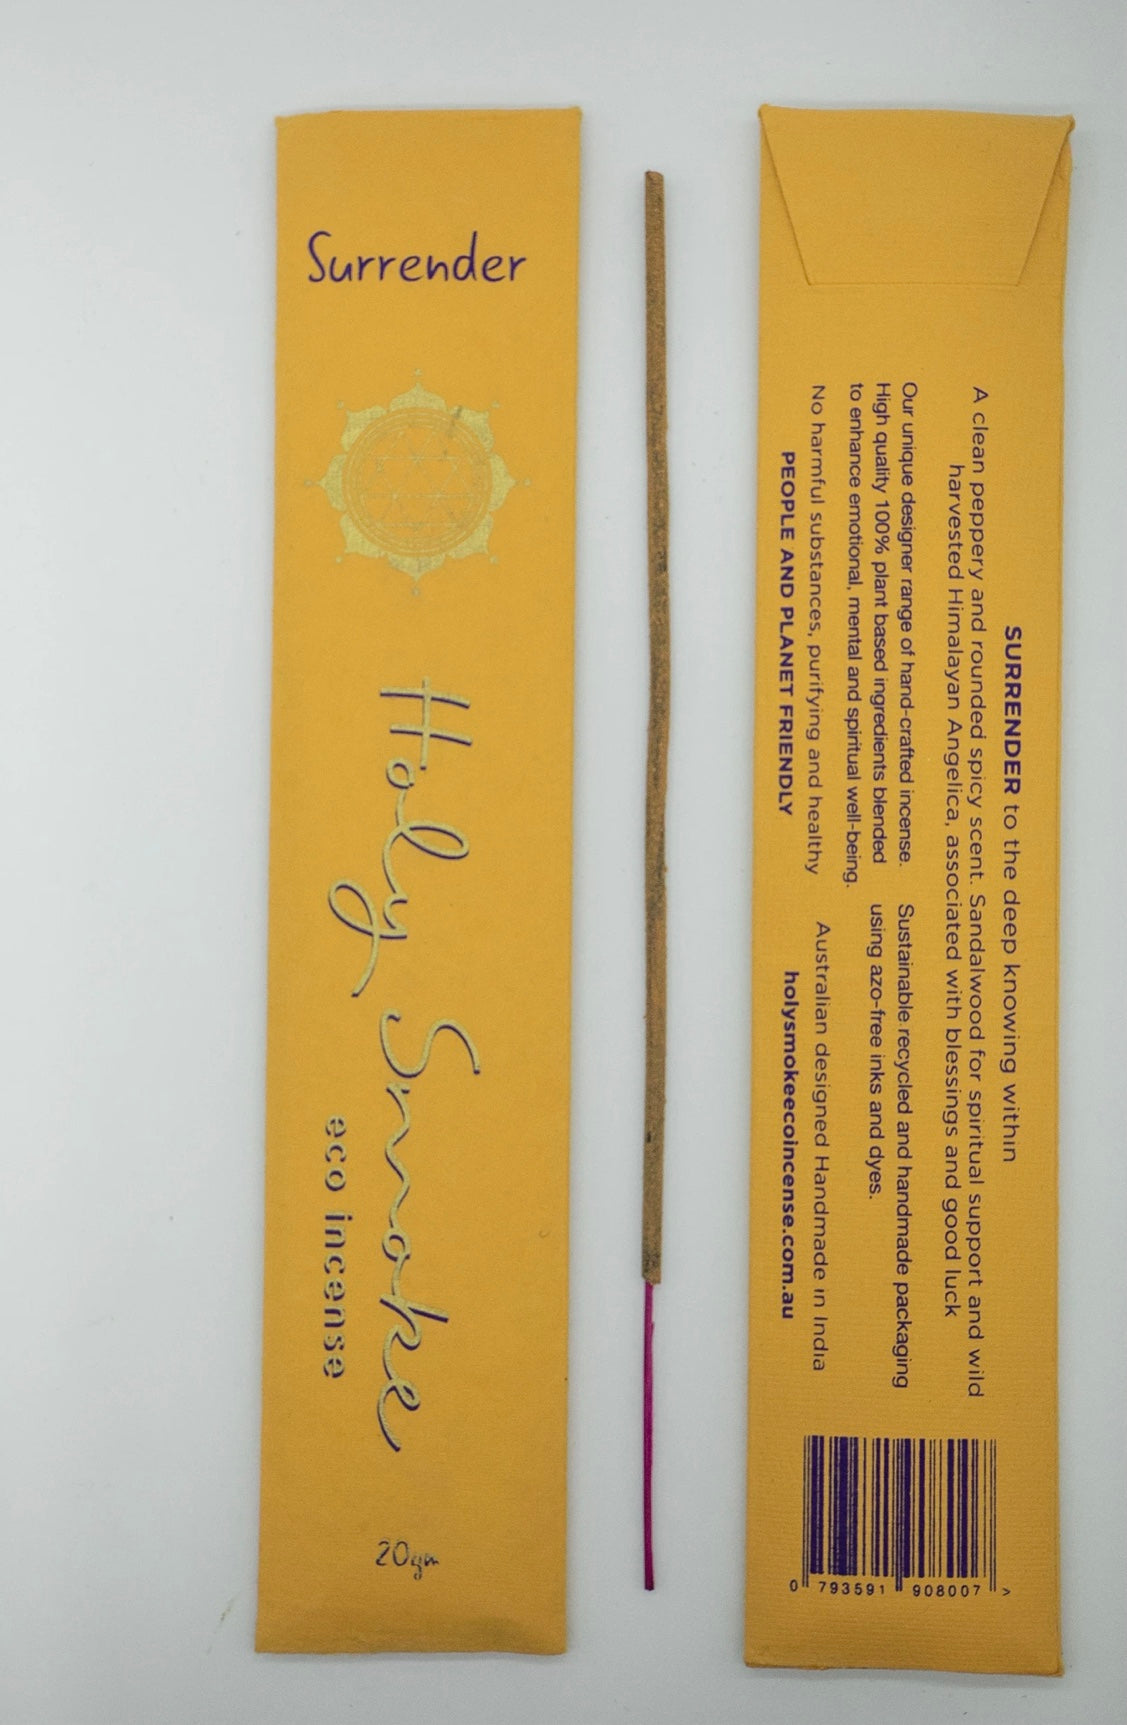 Surrender
Holy Smoke
eco incense
20gm
SURRENDER to the deep knowing within
A clean peppery and rounded spicy scent. Sandalwood for spiritual support and wild
harvested Himalayan Angelica, associated with blessings and good luck
Our unique designer range of hand-crafted incense.
High quality 100% plant based ingredients blended
to enhance emotional, mental and spiritual well-being.
No harmful substances, purifying and healthy
PEOPLE AND PLANET FRIENDLY
Sustainable recycled and handmade packaging
using azo-free inks and dyes.
Australian designed Handmade in India
holysmokeecoincense.com.au
0 793591 908007 >